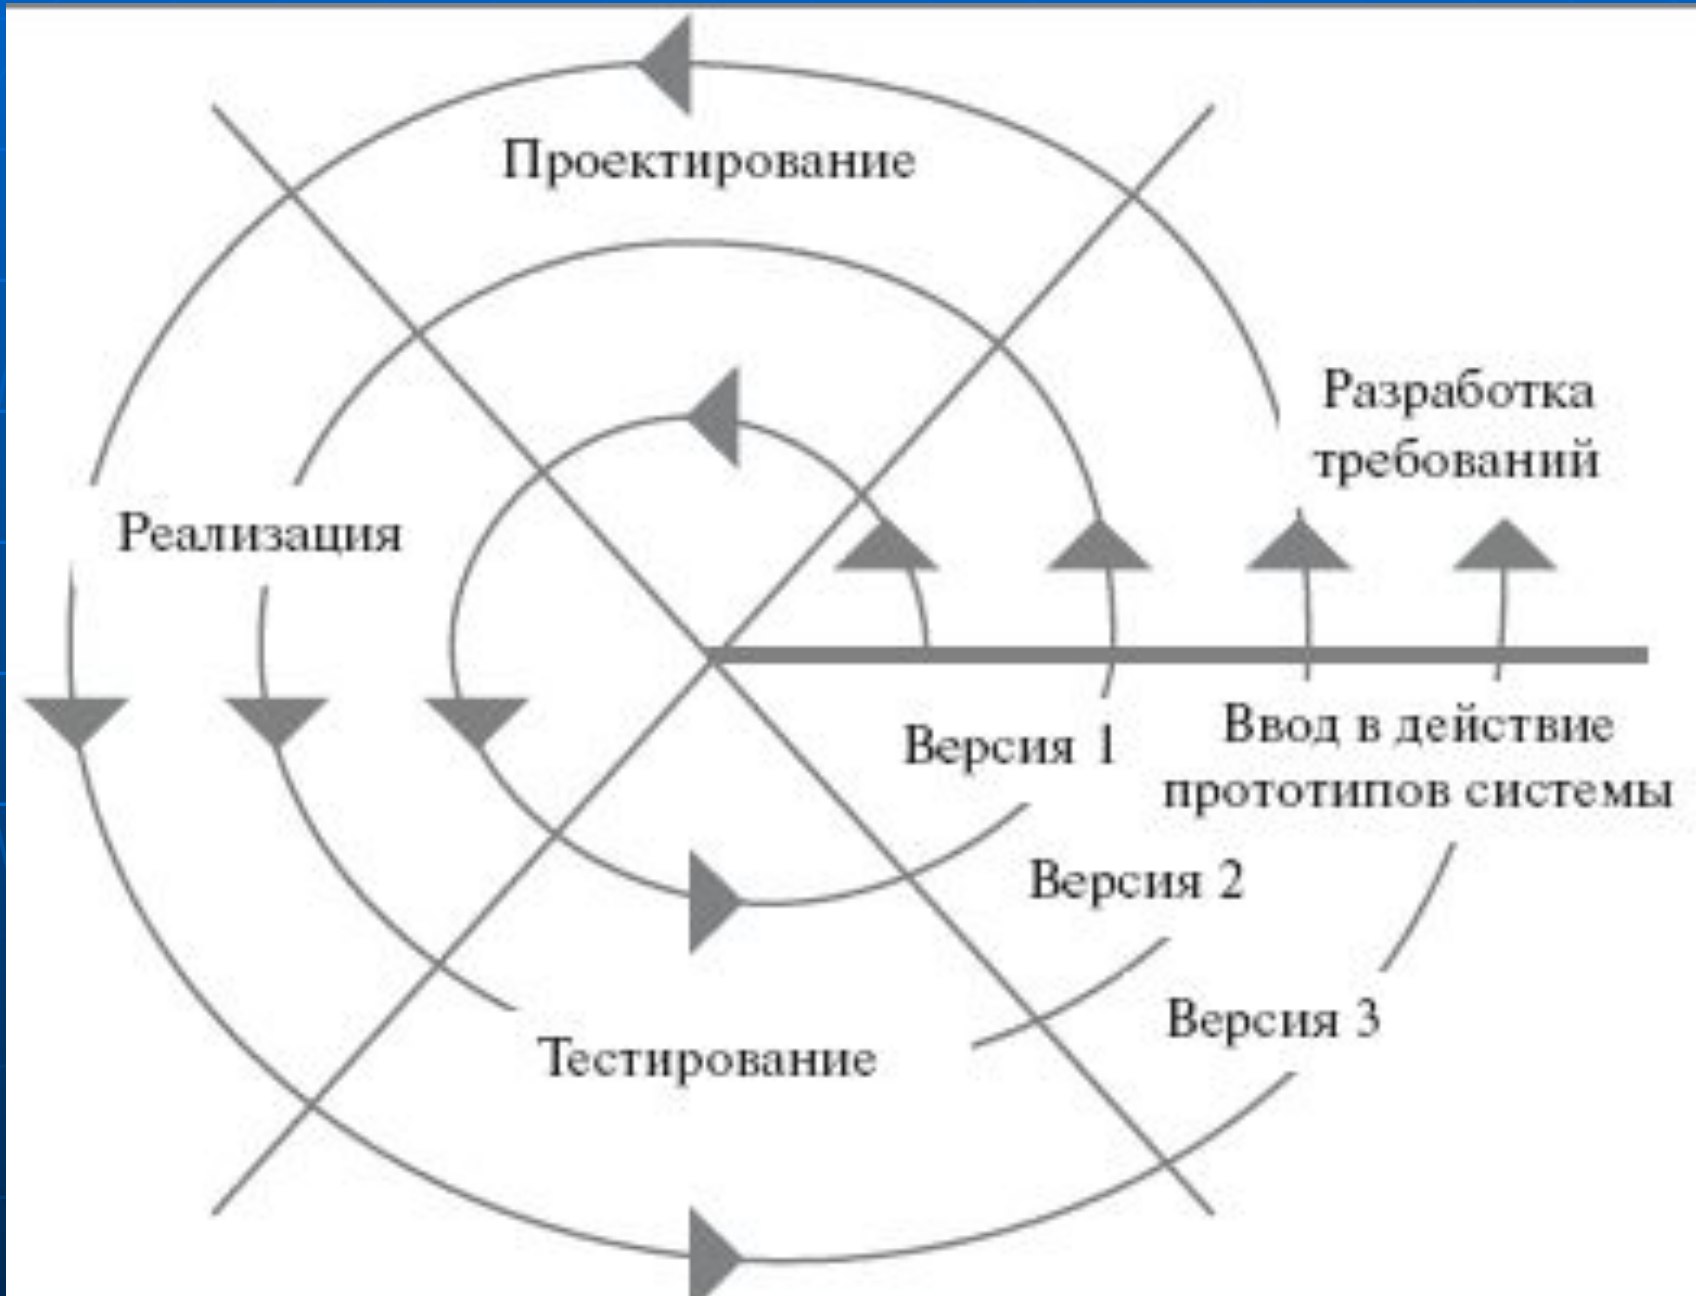 Проектирование
Разработка
требований
Реализация
Ввод в действие
прототипов системы
Версия 1
Версия 2
Версия 3
Тестирование